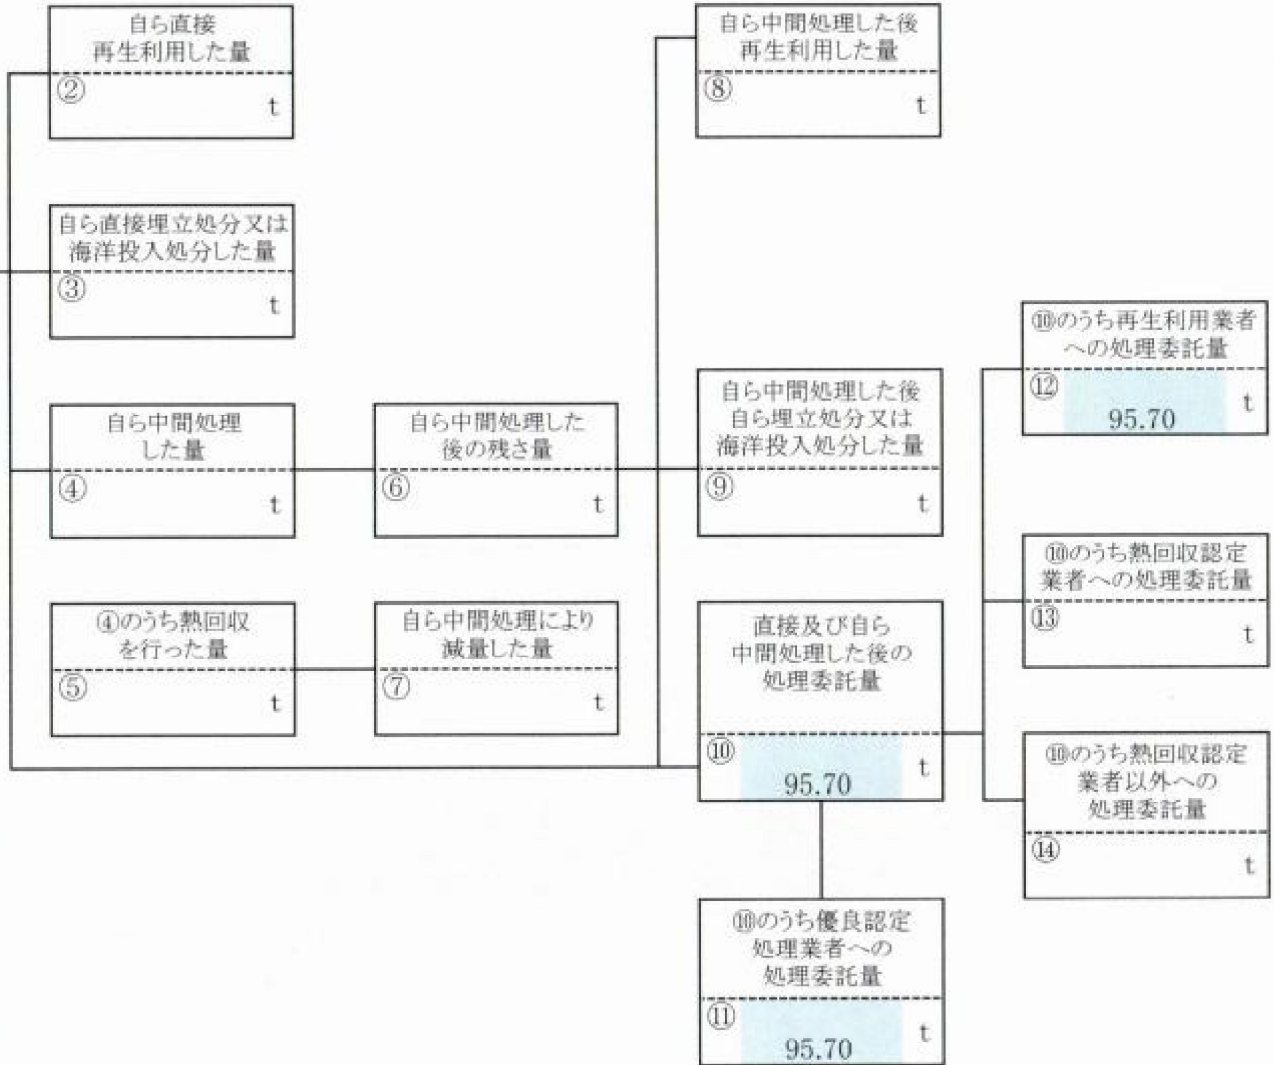 自ら直接
再生利用した量
②
t
自ら直接埋立処分又は
海洋投入処分した量
③
t
自ら中間処理
した量
④
t
④のうち熱回収
を行った量
⑤
t
自ら中間処理した
後の残さ量
⑥
t
自ら中間処理により
減量した量
⑦
t
自ら中間処理した後
再生利用した量
⑧
t
自ら中間処理した後
自ら埋立処分又は
海洋投入処分した量
⑨
t
直接及び自ら
中間処理した後の
処理委託量
⑩
95.70 t
⑩のうち優良認定
処理業者への
処理委託量
⑪
95.70 t
⑩のうち再生利用業者
への処理委託量
⑫
95.70 t
⑩のうち熱回収認定
業者への処理委託量
⑬
t
⑩のうち熱回収認定
業者以外への
処理委託量
⑭
t